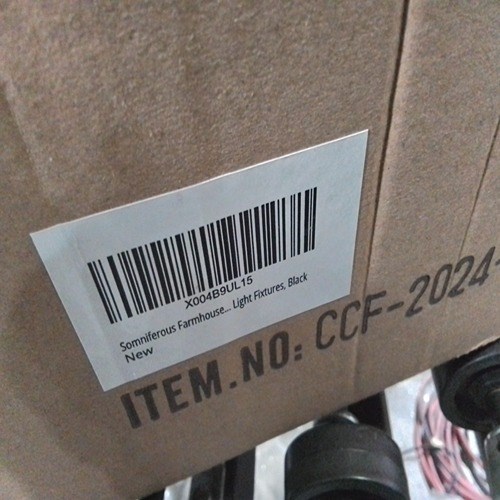 X004B9UL15
Somniferous Farmhouse... Light Fixtures, Black
New
ITEM.NO: CCF-2024-